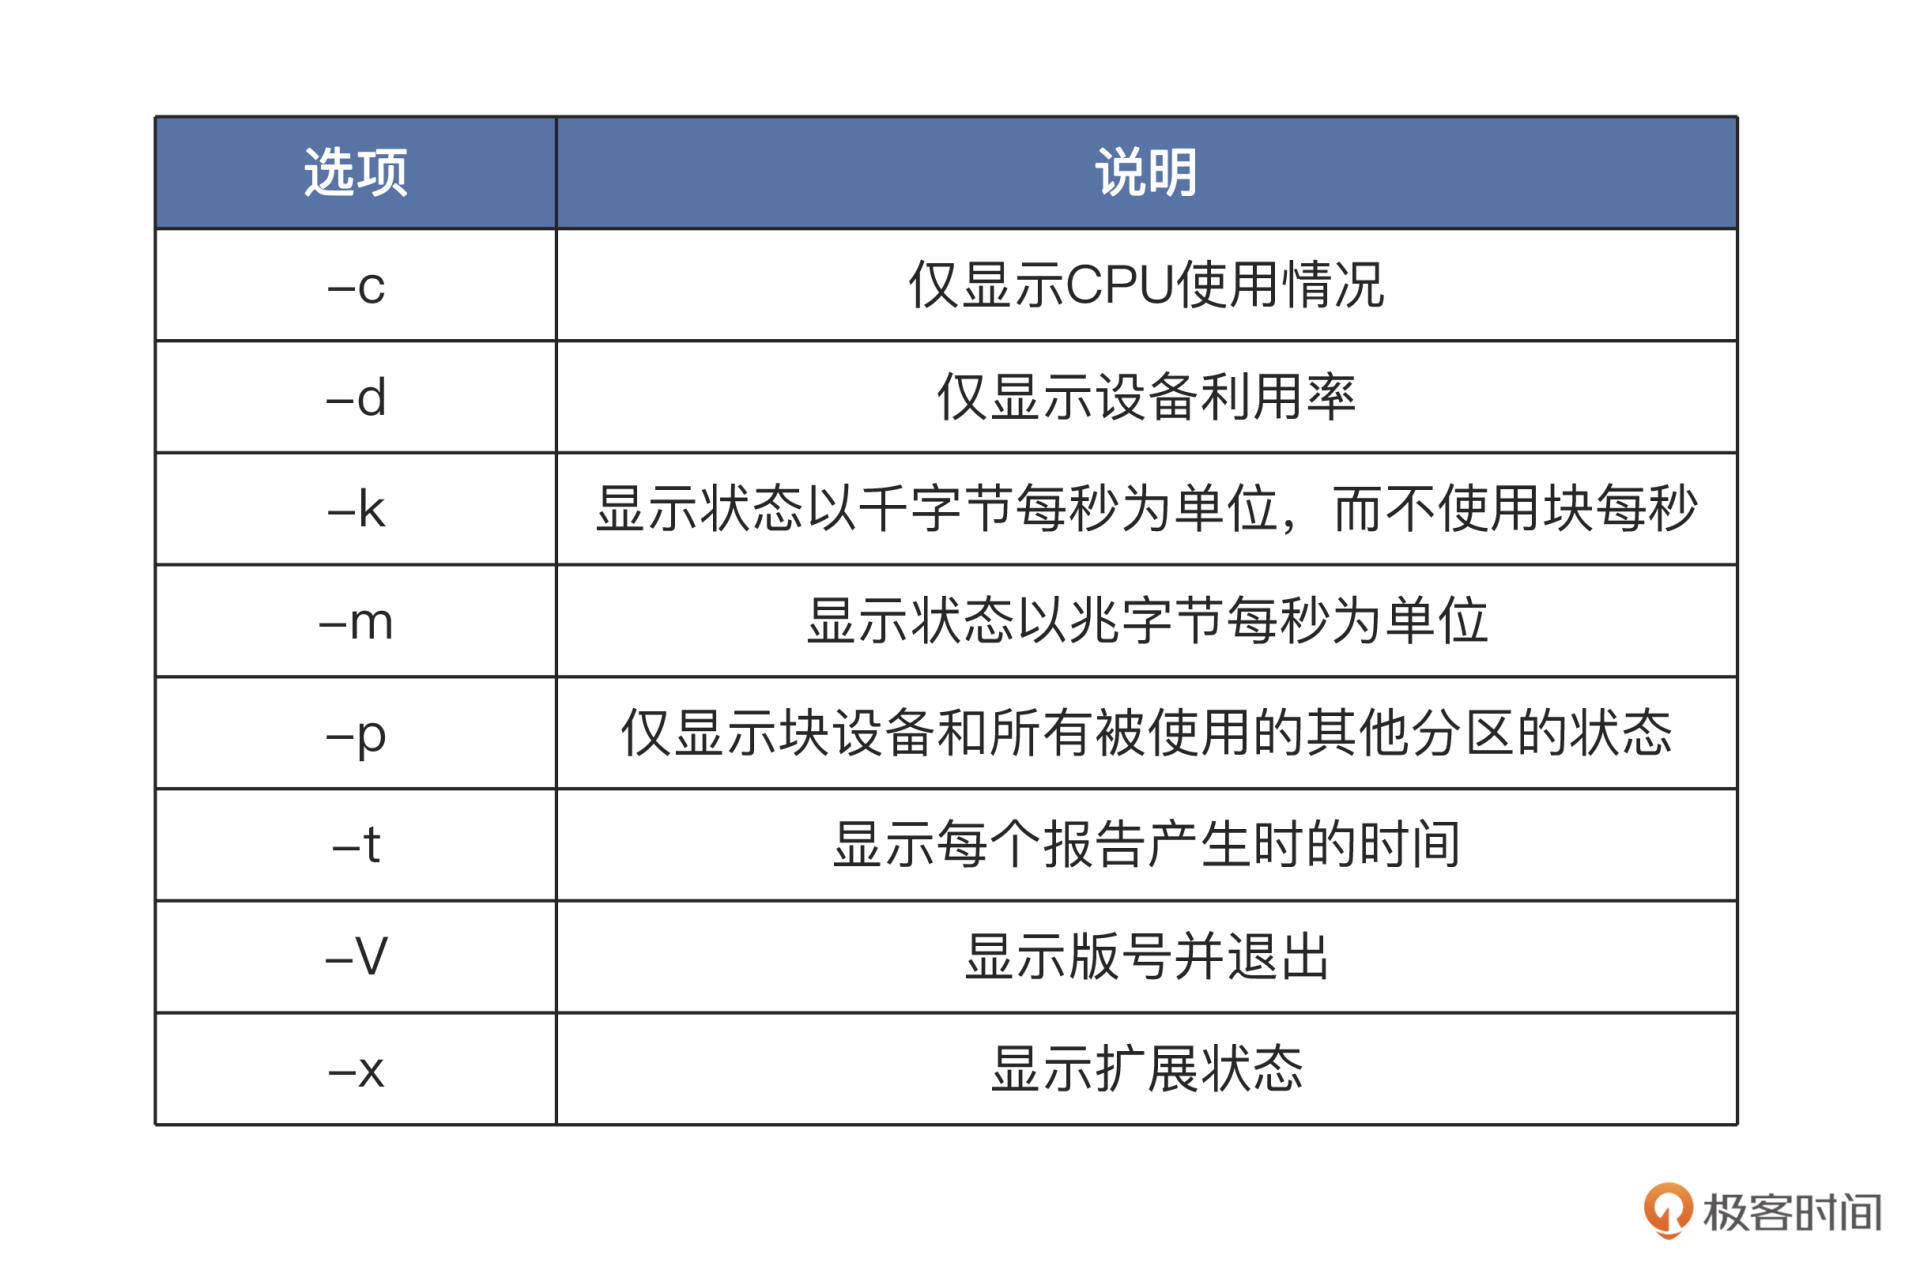 选项 说明
–c 仅显示CPU使用情况
–d 仅显示设备利用率
–k 显示状态以千字节每秒为单位，而不使用块每秒
–m 显示状态以兆字节每秒为单位
–p 仅显示块设备和所有被使用的其他分区的状态
–t 显示每个报告产生时的时间
–V 显示版号并退出
–x 显示扩展状态
极客时间